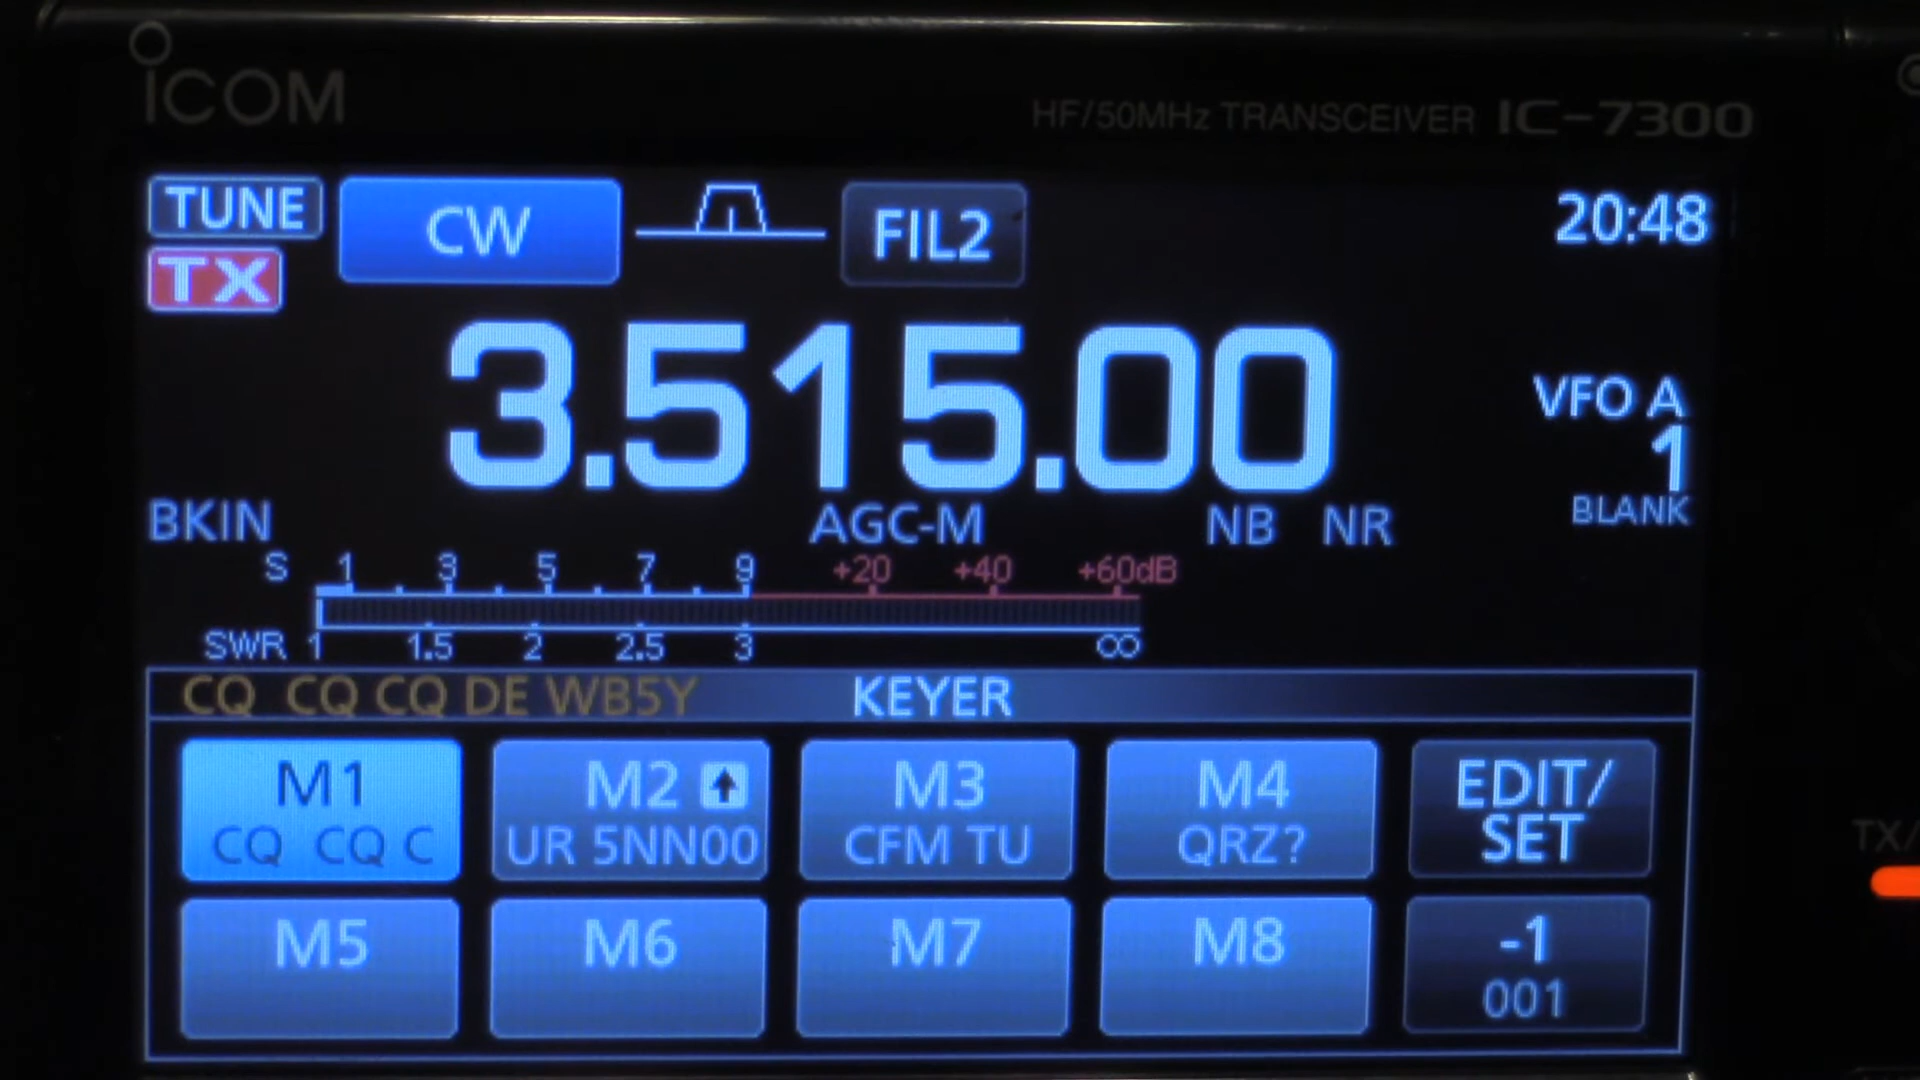 ICOM
HF/50MHz TRANSCEIVER IC-7300
TUNE CW FIL2 20:48
TX
3.515.00
VFO A
1
BLANK
BKIN AGC-M NB NR
S 1 3 5 7 9 +20 +40 +60dB
SWR 1 1.5 2 2.5 3 ∞
CQ CQ CQ DE WB5Y KEYER
M1 M2 M3 M4 EDIT/
CQ CQ C UR 5NN00 CFM TU QRZ? SET
M5 M6 M7 M8 -1
001
TX/